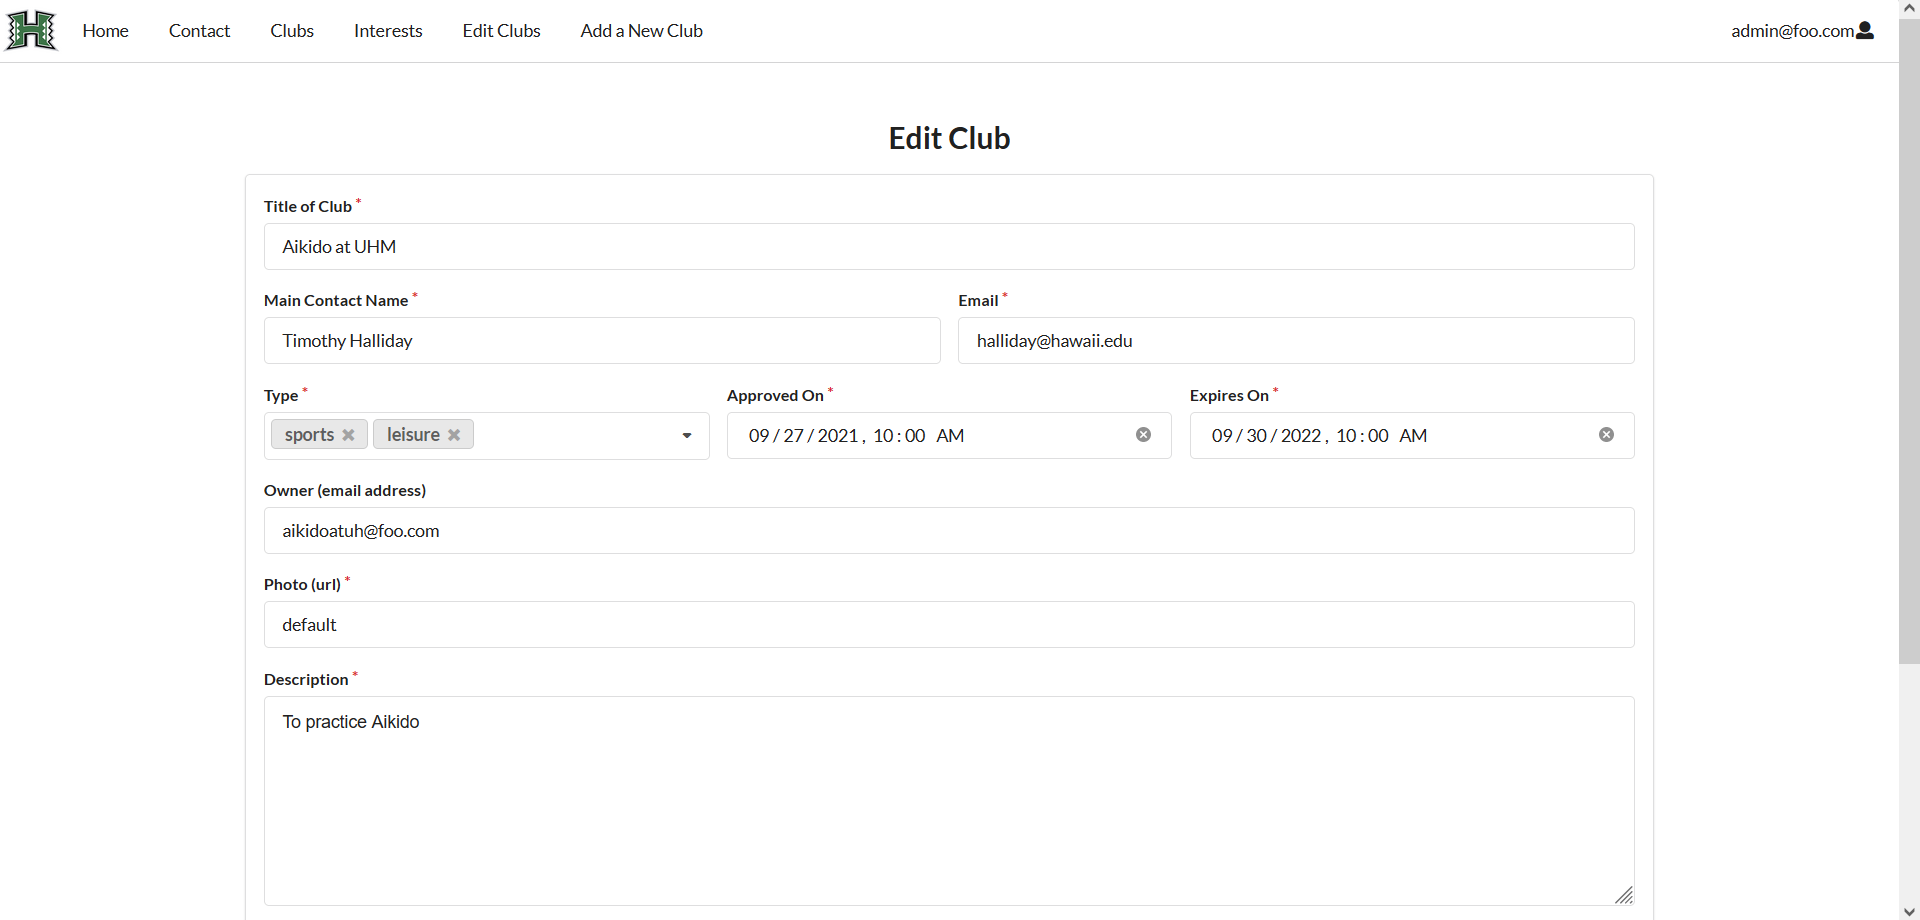 H
Home Contact Clubs Interests Edit Clubs Add a New Club admin@foo.com
Edit Club
Title of Club *
Aikido at UHM
Main Contact Name * Email *
Timothy Halliday halliday@hawaii.edu
Type * Approved On * Expires On *
sports leisure 09/27/2021, 10:00 AM 09/30/2022, 10:00 AM
Owner (email address)
aikidoatuh@foo.com
Photo (url) *
default
Description *
To practice Aikido